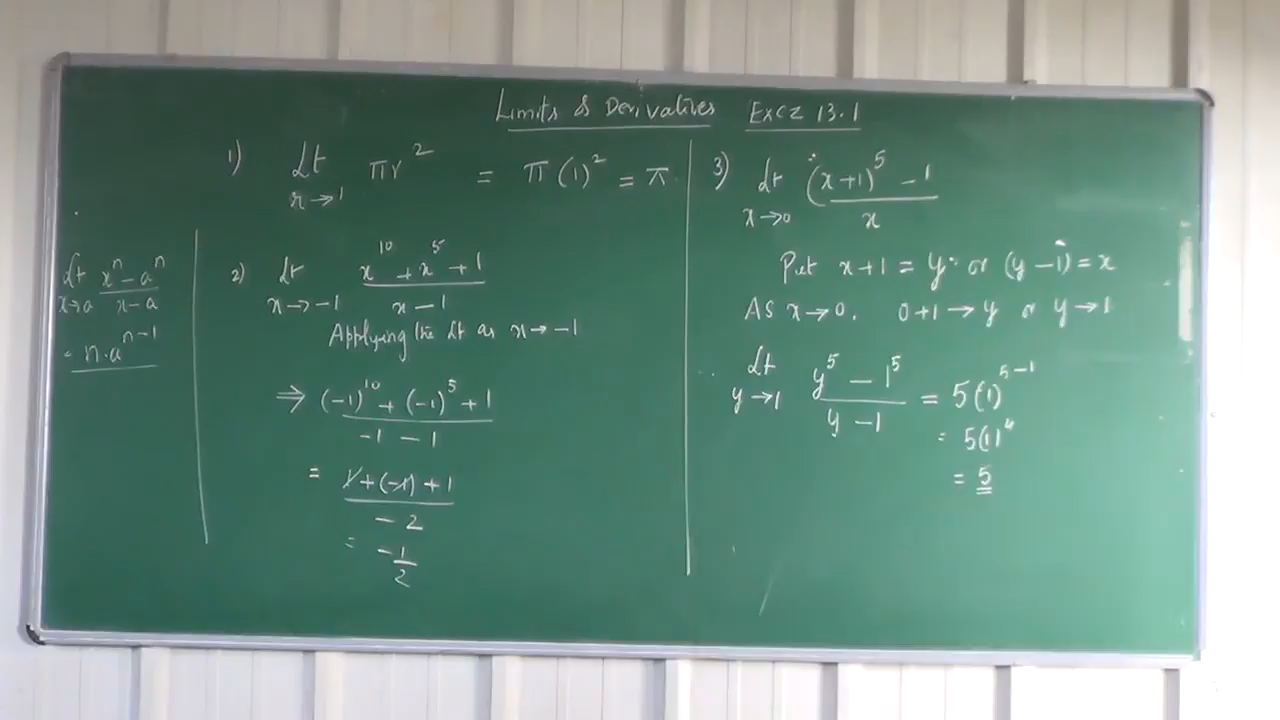 Limits & Derivatives Excz 13.1
1) Lt πr² = π(1)² = π
r→1
2) Lt x¹⁰ + x⁵ + 1
x→-1 x-1
Applying the Lt as x→-1
⇒ (-1)¹⁰ + (-1)⁵ + 1
-1 - 1
= 1 + (-1) + 1
- 2
= -1
2
Lt xⁿ - aⁿ
x→a x-a
= n·aⁿ⁻¹
3) Lt (x+1)⁵ - 1
x→0 x
Put x+1 = y or (y-1) = x
As x→0. 0+1→y or y→1
Lt y⁵ - 1⁵ = 5(1)⁵⁻¹
y→1 y-1
= 5(1)⁴
= 5